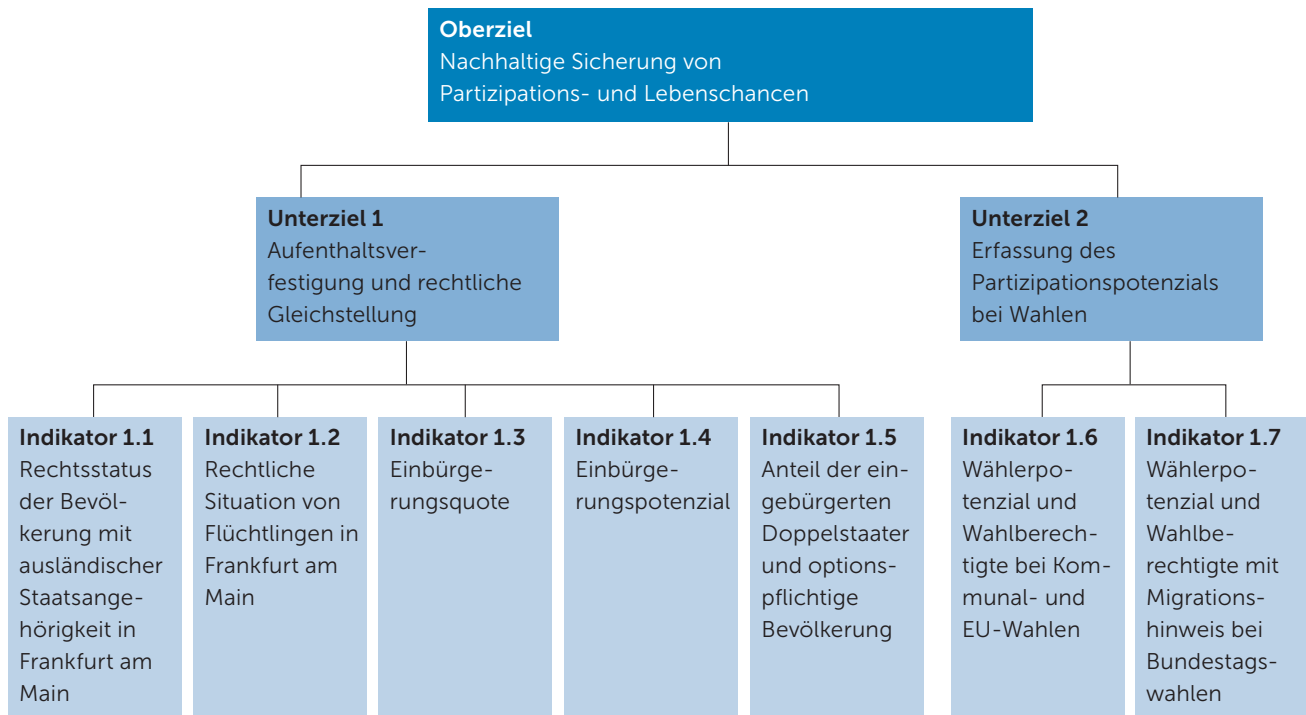 Oberziel
Nachhaltige Sicherung von
Partizipations- und Lebenschancen
Unterziel 1
Aufenthaltsver-
festigung und rechtliche
Gleichstellung
Unterziel 2
Erfassung des
Partizipationspotenzials
bei Wahlen
Indikator 1.1
Rechtsstatus
der Bevöl-
kerung mit
ausländischer
Staatsange-
hörigkeit in
Frankfurt am
Main
Indikator 1.2
Rechtliche
Situation von
Flüchtlingen in
Frankfurt am
Main
Indikator 1.3
Einbürge-
rungsquote
Indikator 1.4
Einbürge-
rungspotenzial
Indikator 1.5
Anteil der ein-
gebürgerten
Doppelstaater
und options-
pflichtige
Bevölkerung
Indikator 1.6
Wählerpo-
tenzial und
Wahlberech-
tigte bei Kom-
munal- und
EU-Wahlen
Indikator 1.7
Wählerpo-
tenzial und
Wahlbe-
rechtigte mit
Migrations-
hinweis bei
Bundestags-
wahlen